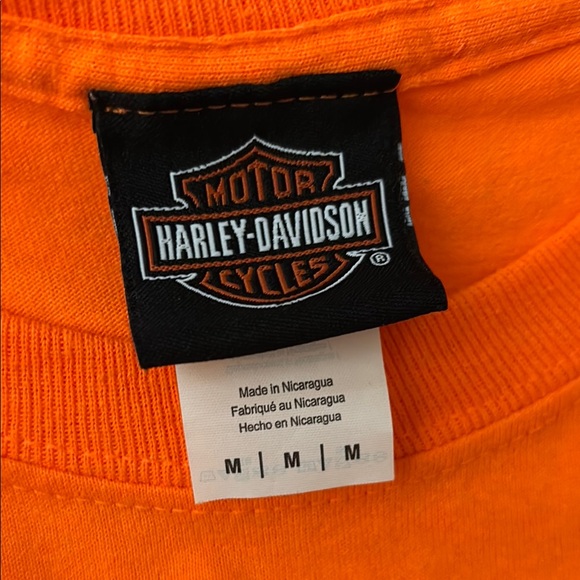 MOTOR
HARLEY-DAVIDSON
CYCLES
®
Made in Nicaragua
Fabriqué au Nicaragua
Hecho en Nicaragua
M | M | M